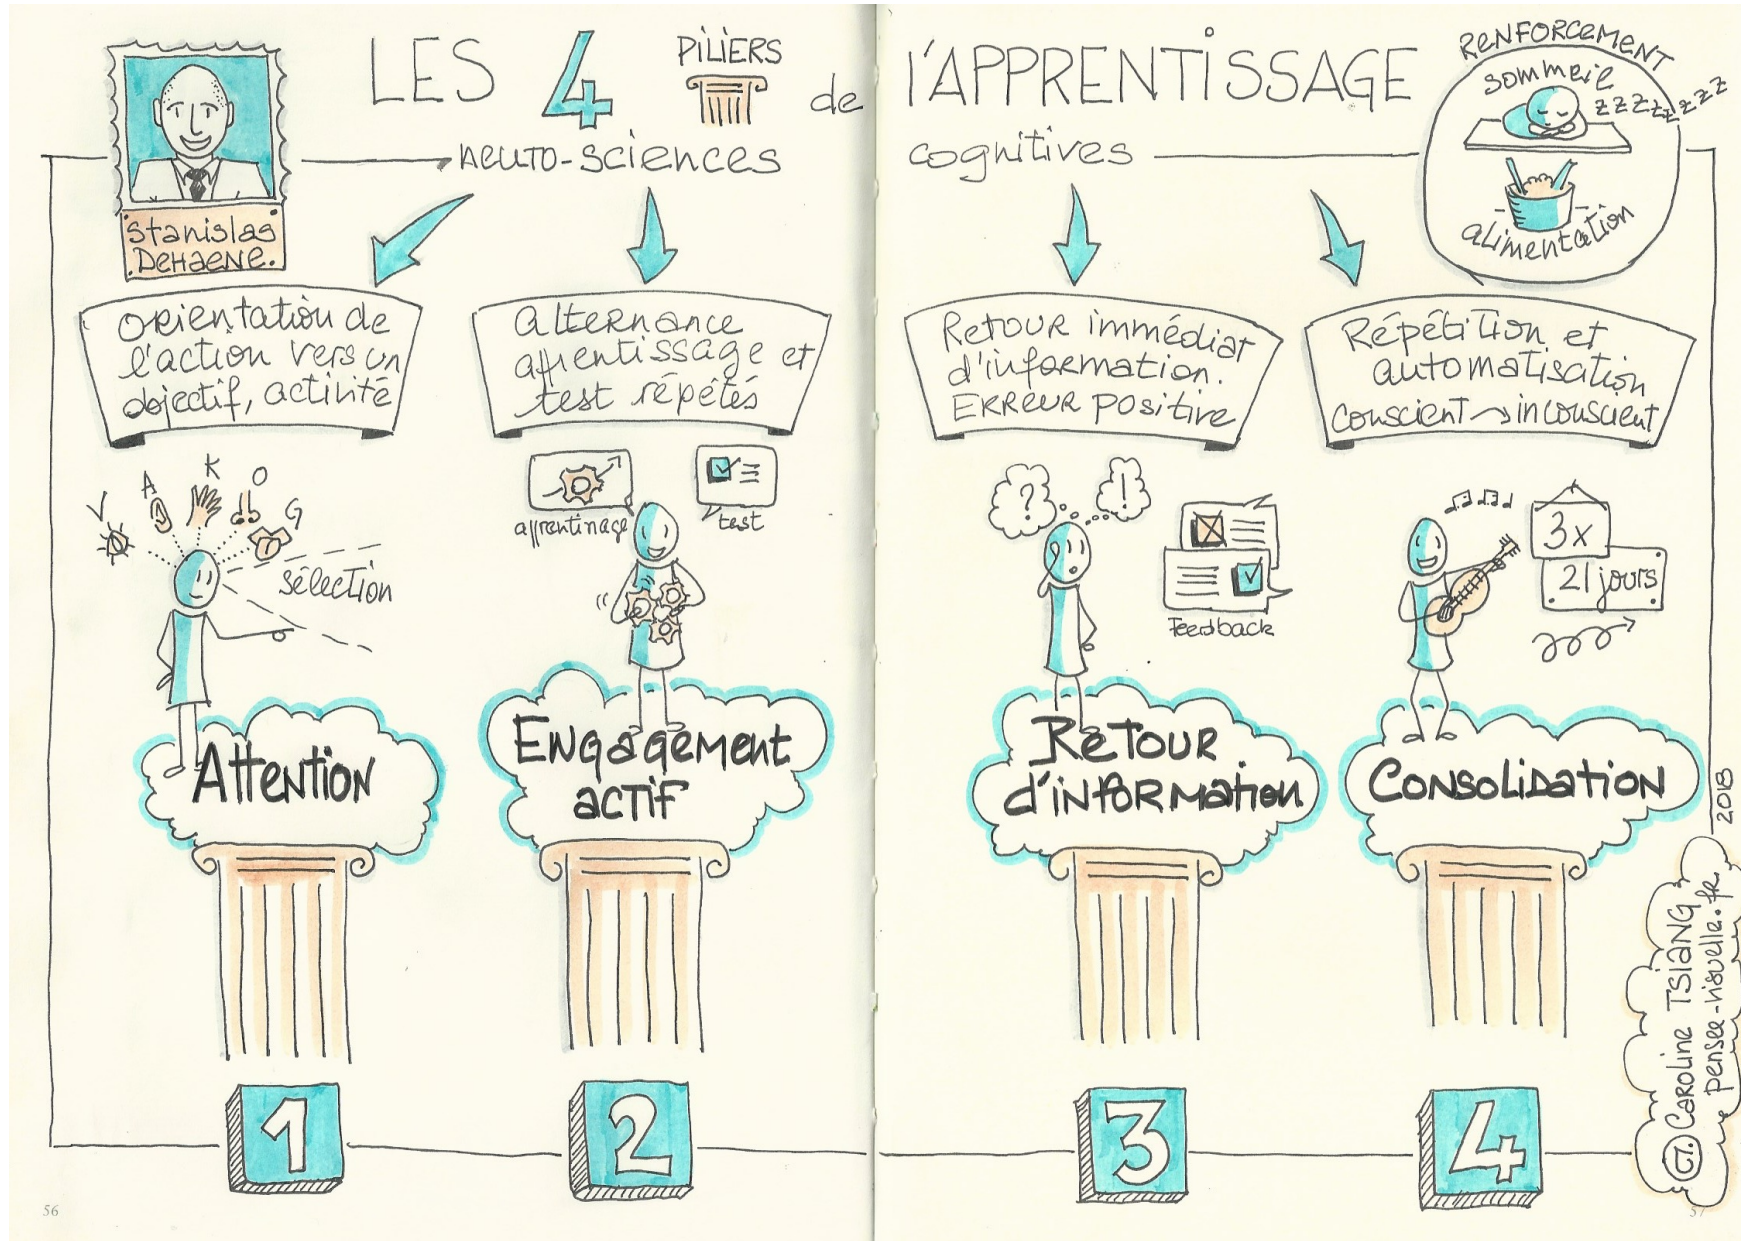 LES 4 PILIERS de l'APPRENTISSAGE
neuro-sciences cognitives
Stanislas
DEHAENE.
RENFORCEMENT
sommeil
zzzzzzzz
alimentation
Orientation de
l'action vers un
objectif, activité
Alternance
apprentissage et
test répétés
Retour immédiat
d'information.
ERREUR positive
Répétition et
automatisation
Conscient → inconscient
V A K O G
sélection
apprentissage
test
? !
Feedback
3x
21 jours
Attention
Engagement
actif
Retour
d'information
Consolidation
1
2
3
4
2018
CT. Caroline TSIANG
pensee-visuelle.fr
56
57